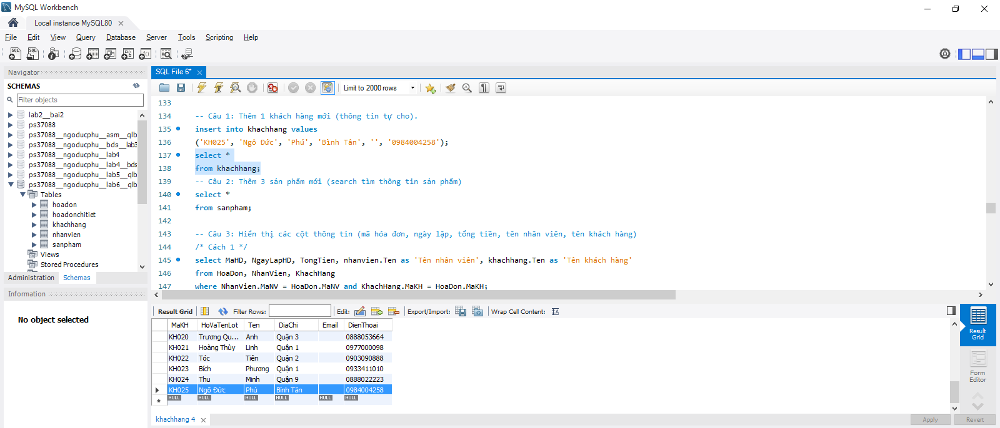 MySQL Workbench
Local instance MySQL80
File Edit View Query Database Server Tools Scripting Help
Navigator
SCHEMAS
Filter objects
lab2__bai2
ps37088
ps37088__ngoducphu__asm__qlb
ps37088__ngoducphu__bds__lab3
ps37088__ngoducphu__lab4
ps37088__ngoducphu__lab4__bds
ps37088__ngoducphu__lab5__qlb
ps37088__ngoducphu__lab6__qlb
Tables
hoadon
hoadonchitiet
khachhang
nhanvien
sanpham
Views
Stored Procedures
Administration Schemas
Information
No object selected
SQL File 6*
Limit to 2000 rows
133
134 -- Câu 1: Thêm 1 khách hàng mới (thông tin tự cho).
135 insert into khachhang values
136 ('KH025', 'Ngô Đức', 'Phú', 'Bình Tân', '', '0984004258');
137 select *
138 from khachhang;
139 -- Câu 2: Thêm 3 sản phẩm mới (search tìm thông tin sản phẩm)
140 select *
141 from sanpham;
142
143 -- Câu 3: Hiển thị các cột thông tin (mã hóa đơn, ngày lập, tổng tiền, tên nhân viên, tên khách hàng)
144 /* Cách 1 */
145 select MaHD, NgayLapHD, TongTien, nhanvien.Ten as 'Tên nhân viên', khachhang.Ten as 'Tên khách hàng'
146 from HoaDon, NhanVien, KhachHang
147 where NhanVien.MaNV = HoaDon.MaNV and KhachHang.MaKH = HoaDon.MaKH;
Result Grid Filter Rows: Edit: Export/Import: Wrap Cell Content:
MaKH HoVaTenLot Ten DiaChi Email DienThoai
KH020 Trương Qu... Anh Quận 3 0888053664
KH021 Hoàng Thùy Linh Quận 1 0977000098
KH022 Tóc Tiên Quận 2 0903090888
KH023 Bích Phương Quận 1 0933411010
KH024 Thu Minh Quận 9 0888022223
KH025 Ngô Đức Phú Bình Tân 0984004258
NULL NULL NULL NULL NULL NULL
Result
Grid
Form
Editor
khachhang 4
Apply Revert